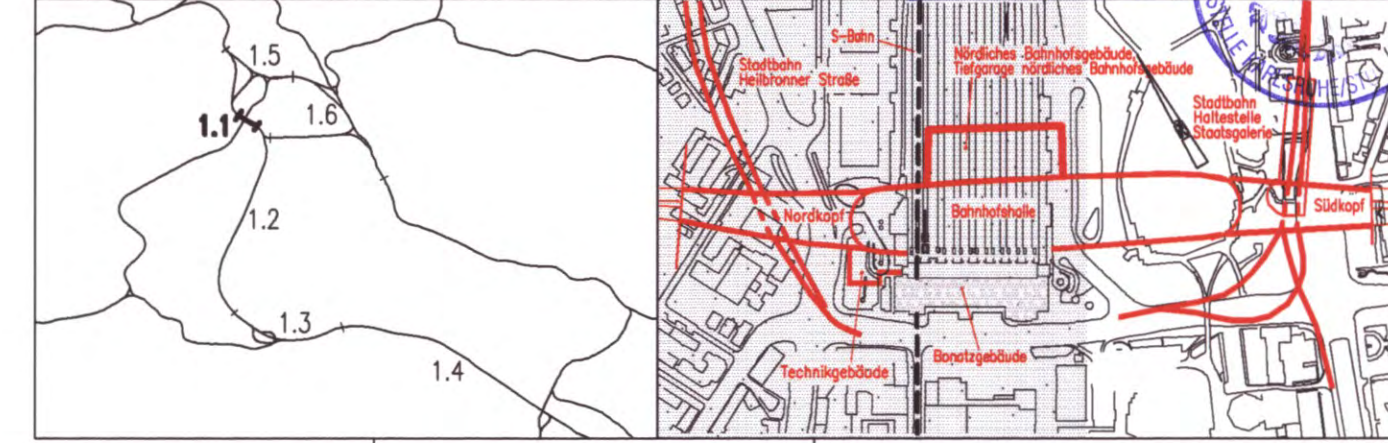 1.5
1.6
1.1
1.2
1.3
1.4
S-Bahn
Stadtbahn
Heilbronner Straße
Nördliches Bahnhofsgebäude,
Tiefgarage nördliches Bahnhofsgebäude
Stadtbahn
Haltestelle
Staatsgalerie
Nordkopf
Bahnhofshalle
Südkopf
Technikgebäude
Bonatzgebäude